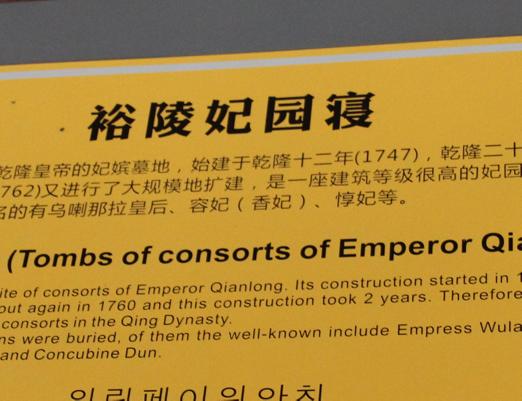 裕陵妃园寝
乾隆皇帝的妃嫔墓地，始建于乾隆十二年(1747)，乾隆二十
762)又进行了大规模地扩建，是一座建筑等级很高的妃园
名的有乌喇那拉皇后、容妃（香妃）、惇妃等。
(Tombs of consorts of Emperor Qia
ite of consorts of Emperor Qianlong. Its construction started in 1
out again in 1760 and this construction took 2 years. Therefore
consorts in the Qing Dynasty.
ns were buried, of them the well-known include Empress Wula
and Concubine Dun.